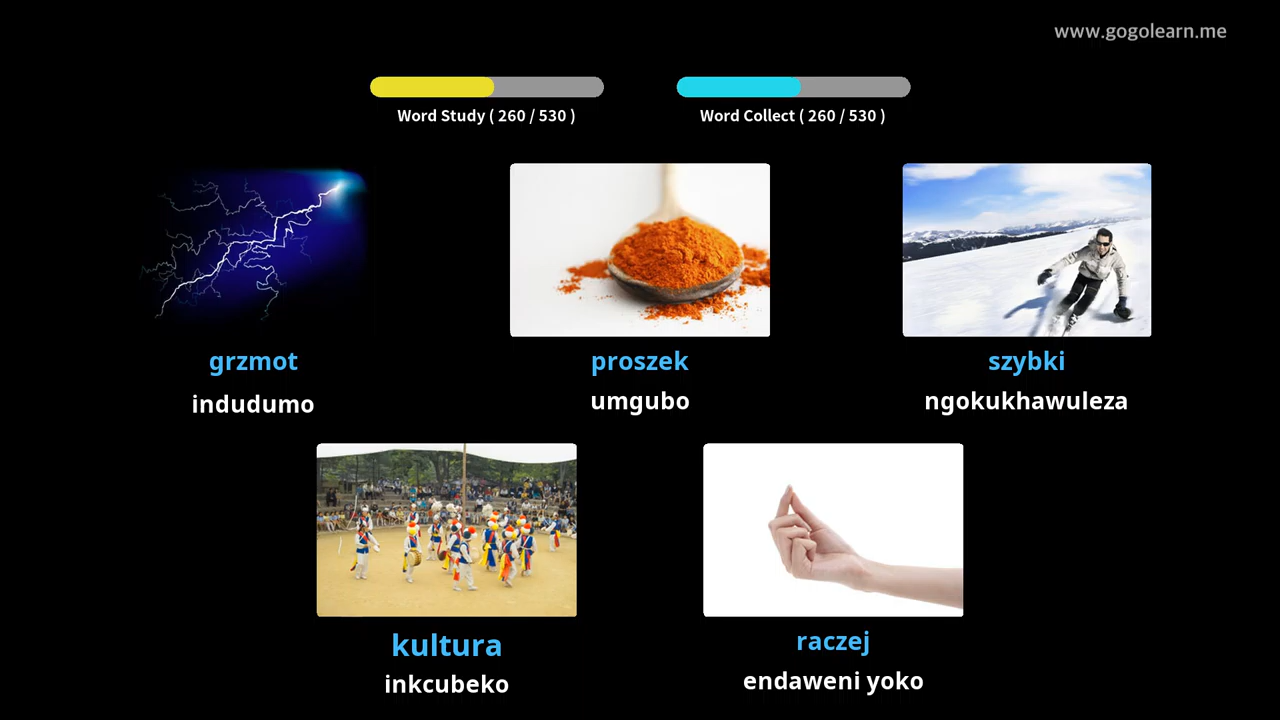 www.gogolearn.me
Word Study ( 260 / 530 )
Word Collect ( 260 / 530 )
grzmot
indudumo
proszek
umgubo
szybki
ngokukhawuleza
kultura
inkcubeko
raczej
endaweni yoko